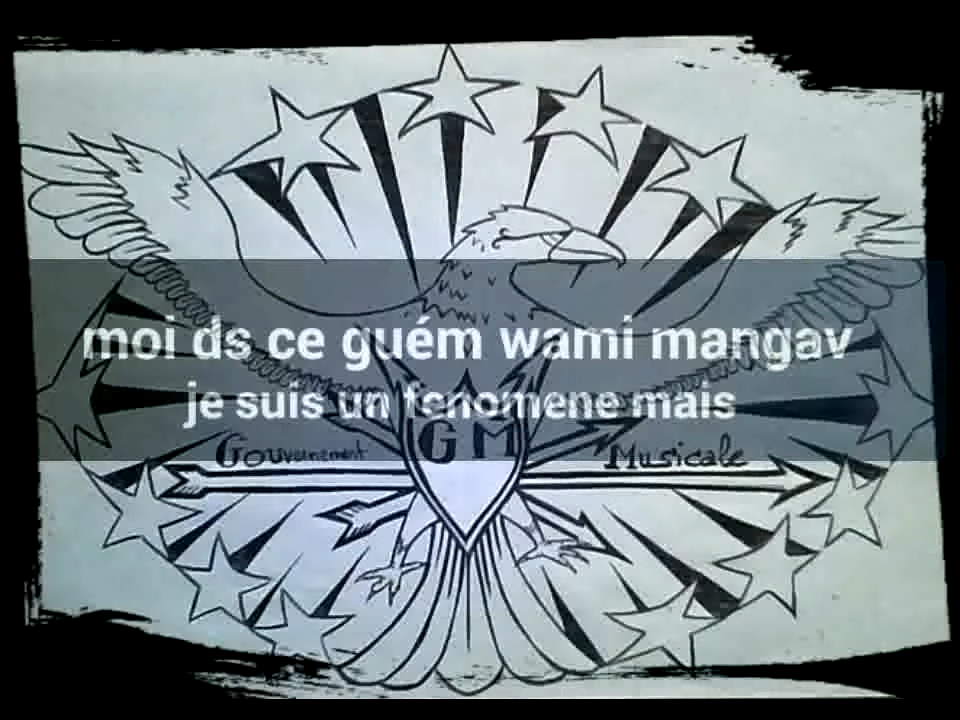 moi ds ce guém wami mangav
je suis un fenomene mais
GM
Gouvernement Musicale